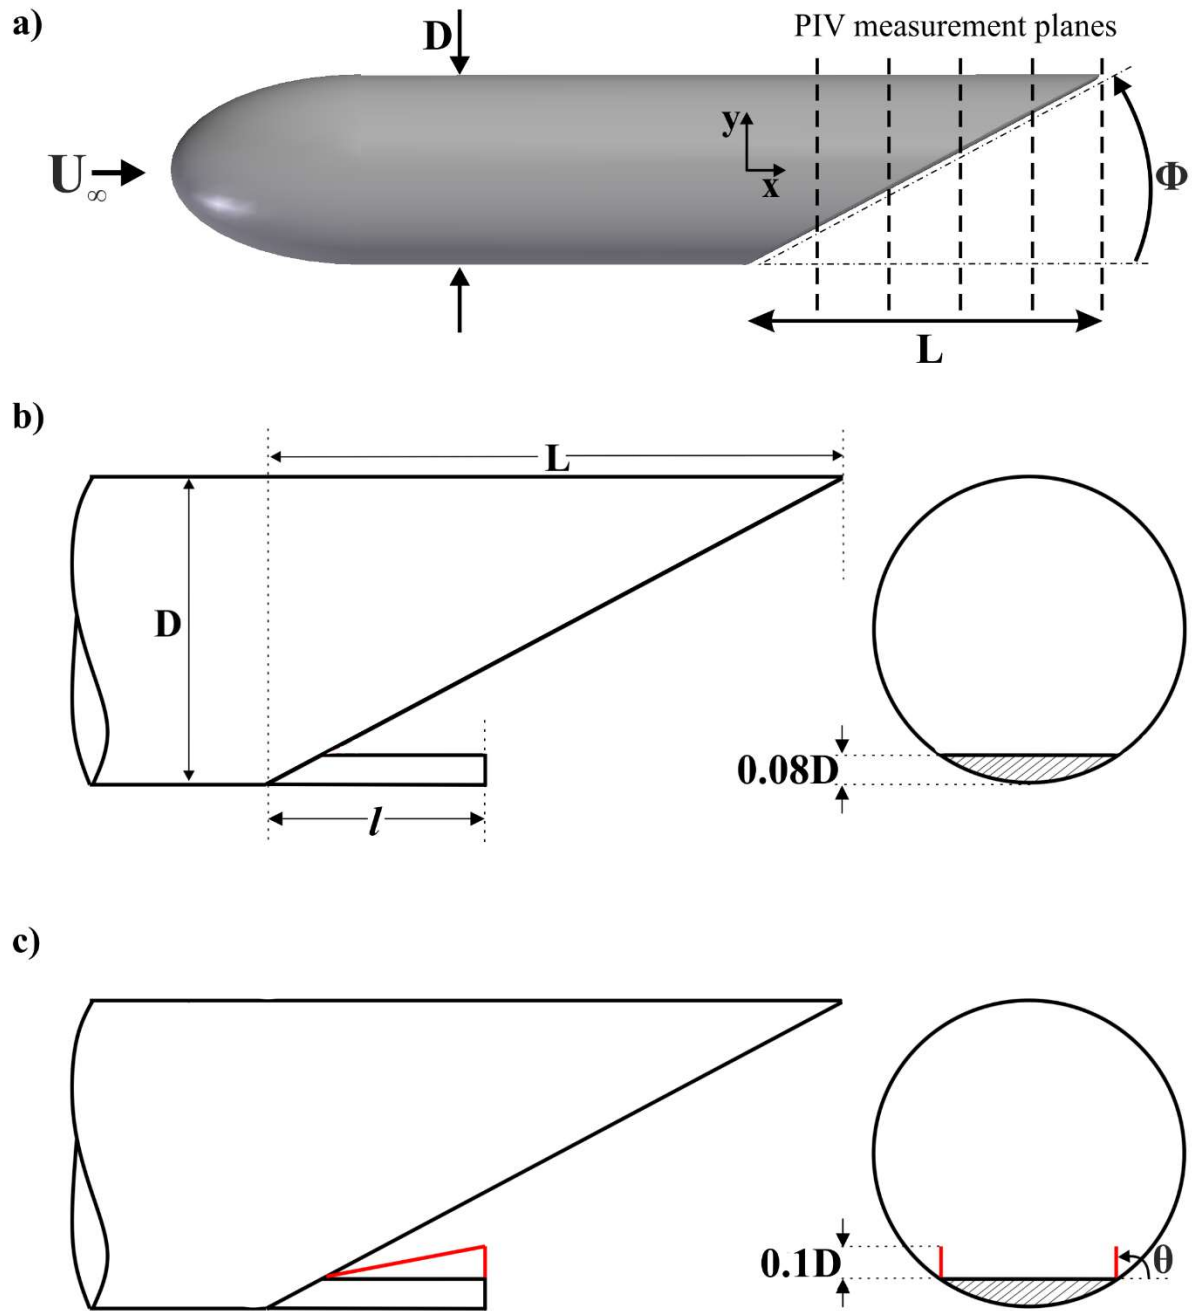 a)
D
PIV measurement planes
y
x
U∞
Φ
L
b)
L
D
0.08D
l
c)
0.1D
θ